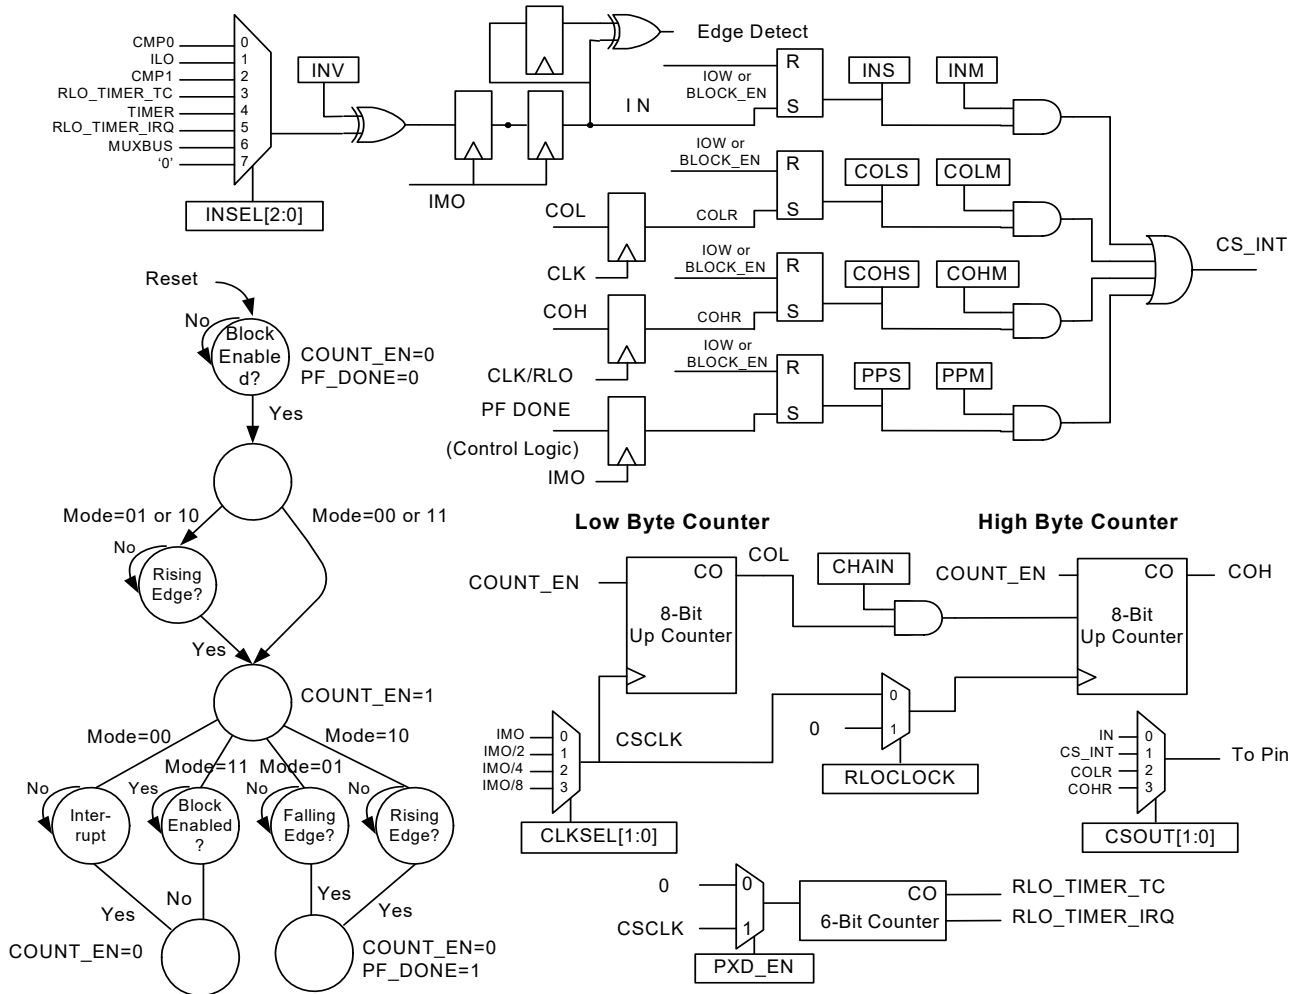 CMP0
ILO
CMP1
RLO_TIMER_TC
TIMER
RLO_TIMER_IRQ
MUXBUS
‘0’
0
1
2
3
4
5
6
7
INSEL[2:0]
INV
IMO
Edge Detect
I N
IOW or
BLOCK_EN
R
S
INS
INM
COL
CLK
COLR
IOW or
BLOCK_EN
R
S
COLS
COLM
COH
CLK/RLO
COHR
IOW or
BLOCK_EN
R
S
COHS
COHM
PF DONE
(Control Logic)
IMO
IOW or
BLOCK_EN
R
S
PPS
PPM
CS_INT
Reset
No
Block
Enable
d?
COUNT_EN=0
PF_DONE=0
Yes
Mode=01 or 10
Mode=00 or 11
No
Rising
Edge?
Yes
COUNT_EN=1
Mode=00
Mode=11
Mode=01
Mode=10
No
Inter-
rupt
Yes
Block
Enabled
?
No
Falling
Edge?
No
Rising
Edge?
Yes
No
Yes
Yes
COUNT_EN=0
COUNT_EN=0
PF_DONE=1
Low Byte Counter
High Byte Counter
COUNT_EN
CO
8-Bit
Up Counter
COL
CHAIN
COUNT_EN
CO
8-Bit
Up Counter
COH
IMO
IMO/2
IMO/4
IMO/8
0
1
2
3
CLKSEL[1:0]
CSCLK
0
0
1
RLOCLOCK
IN
CS_INT
COLR
COHR
0
1
2
3
To Pin
CSOUT[1:0]
0
CSCLK
0
1
PXD_EN
CO
6-Bit Counter
RLO_TIMER_TC
RLO_TIMER_IRQ